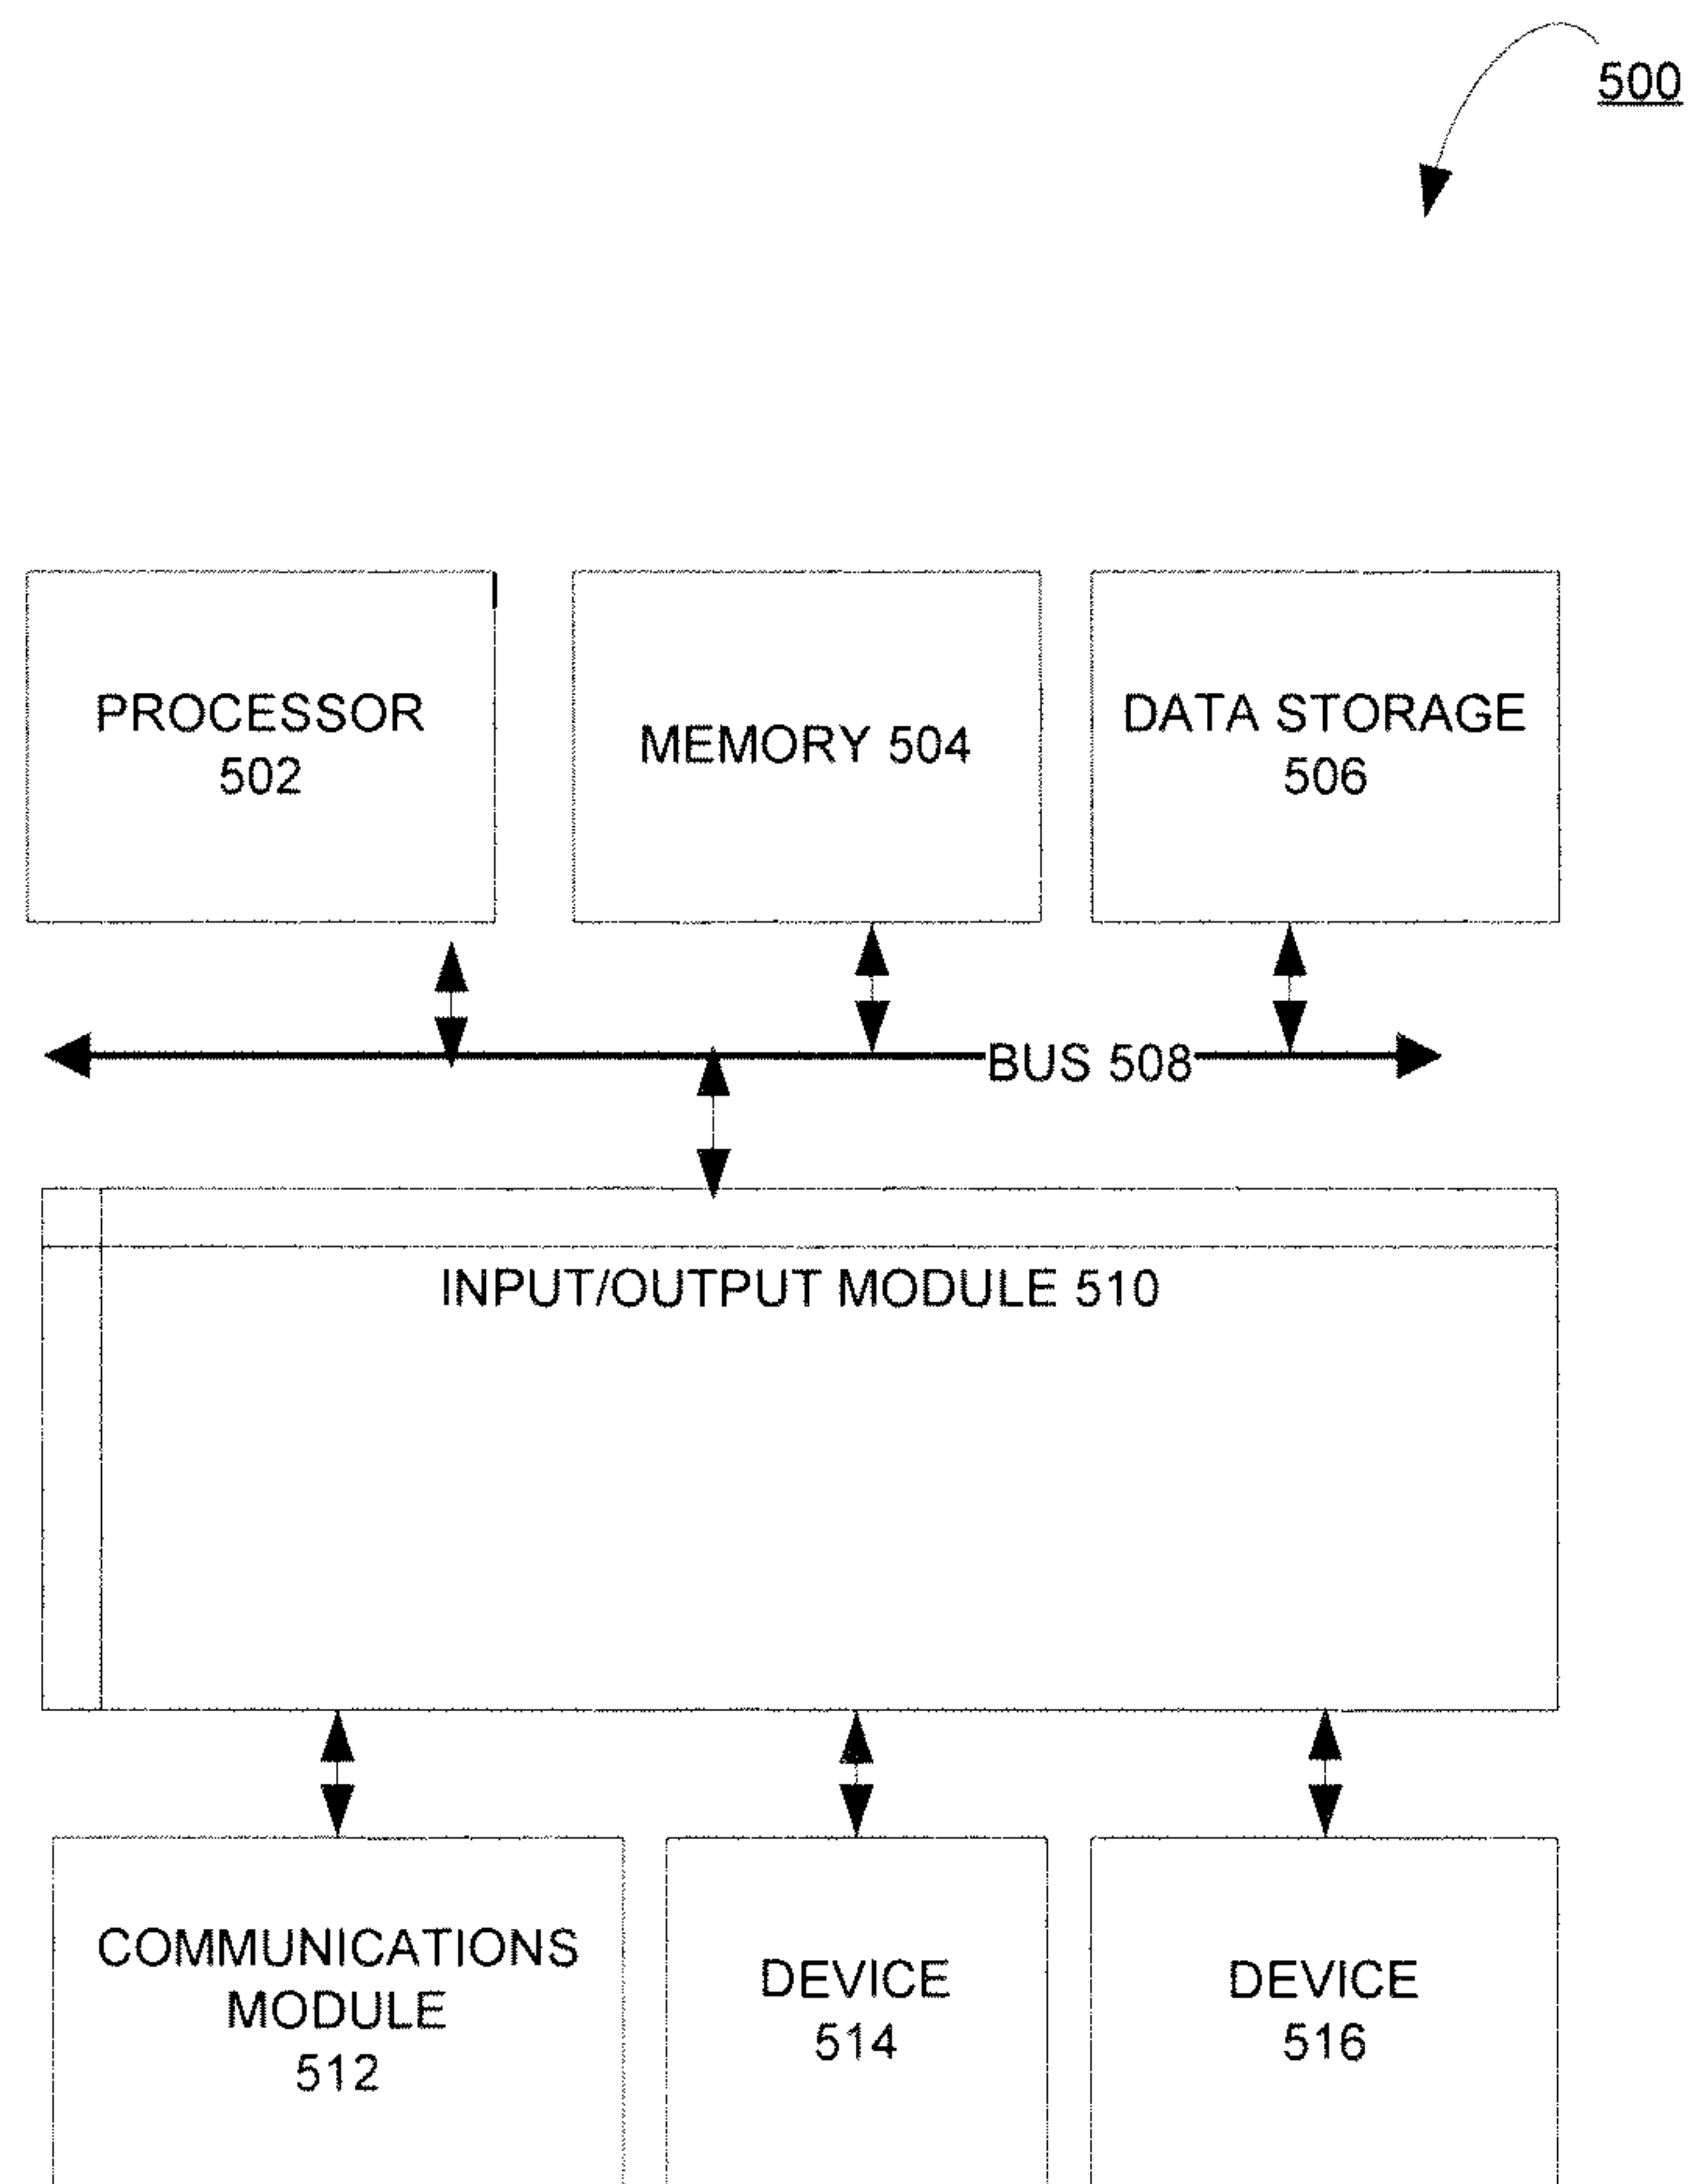 500
PROCESSOR
502
MEMORY 504
DATA STORAGE
506
BUS 508
INPUT/OUTPUT MODULE 510
COMMUNICATIONS
MODULE
512
DEVICE
514
DEVICE
516